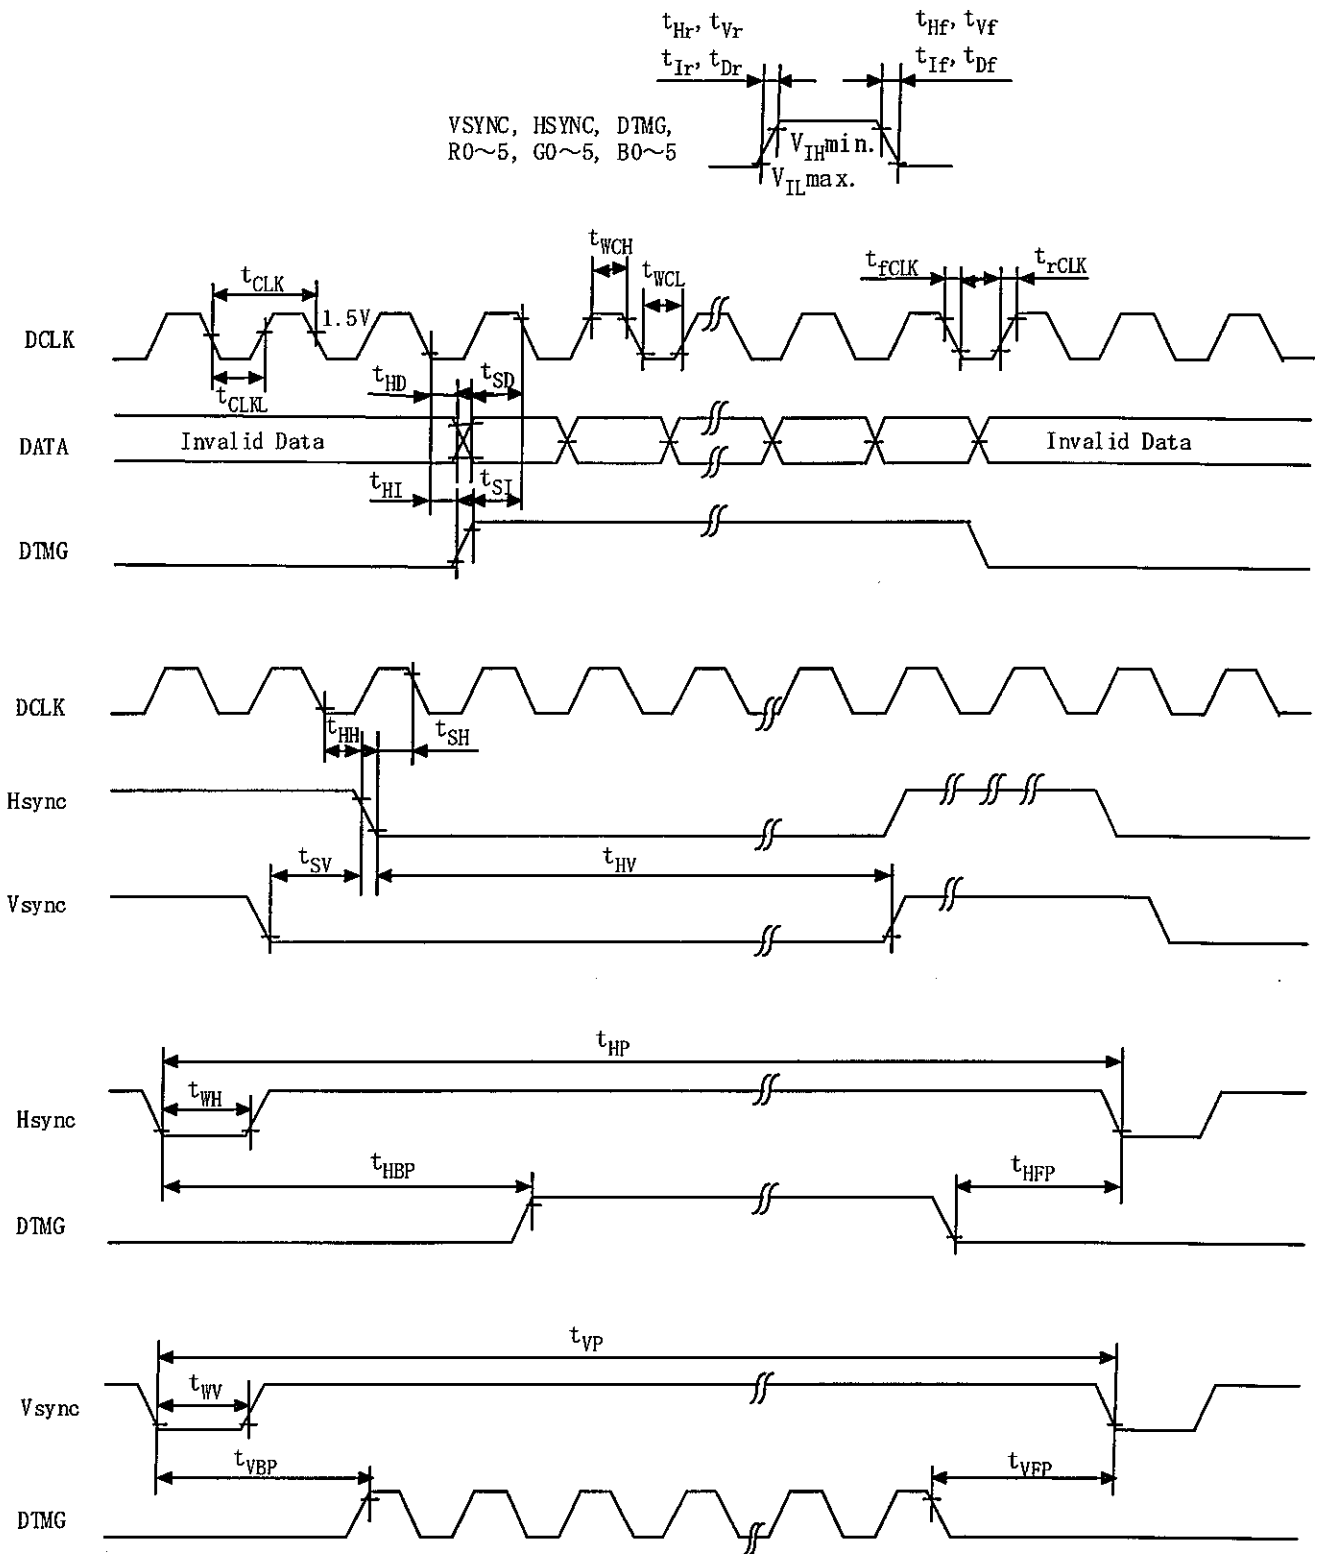 tHr, tVr
tIr, tDr
tHf, tVf
tIf, tDf
VSYNC, HSYNC, DTMG,
R0~5, G0~5, B0~5
VIHmin.
VILmax.
tWCH
tWCL
tCLK
tfCLK
trCLK
1.5V
DCLK
tCLKL
tHD
tSD
DATA
Invalid Data
Invalid Data
tHI
tSI
DTMG
DCLK
tHH
tSH
Hsync
tSV
tHV
Vsync
tHP
tWH
Hsync
tHBP
tHFP
DTMG
tVP
tWV
Vsync
tVBP
tVFP
DTMG